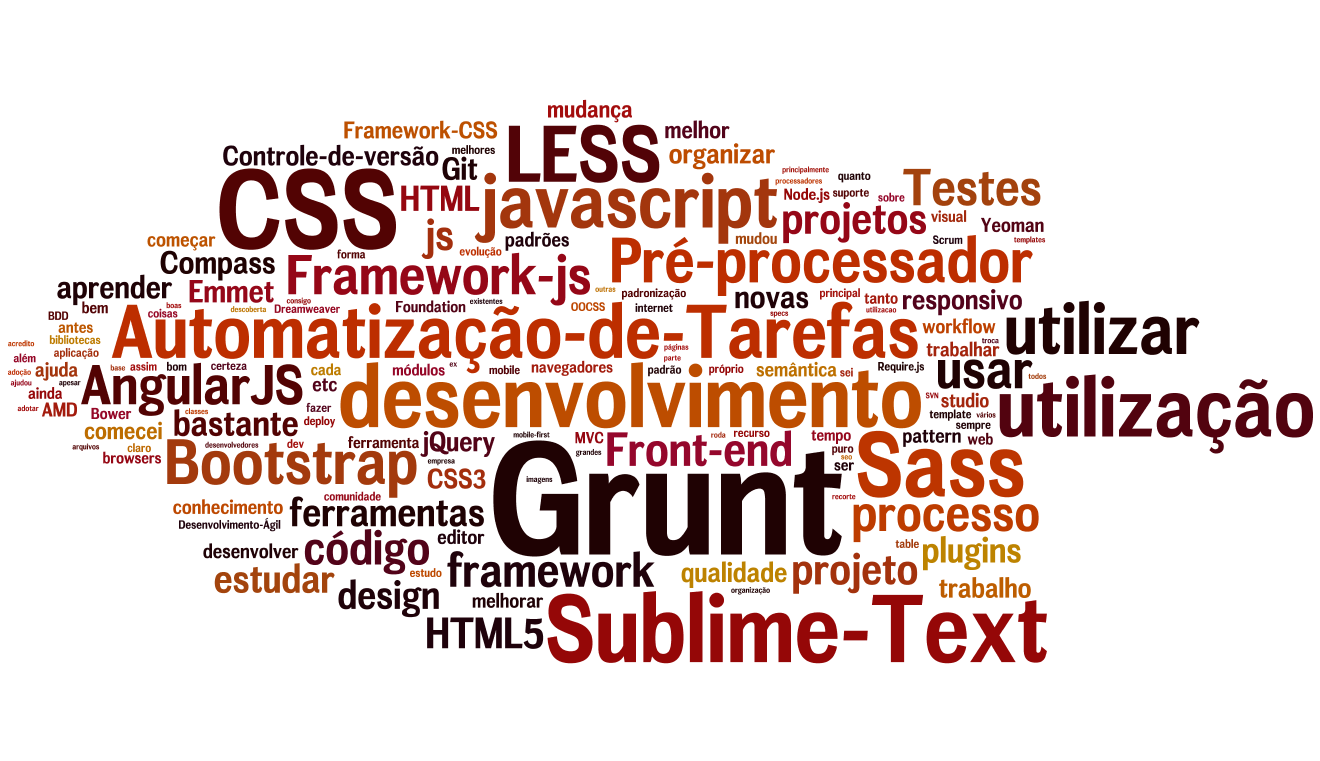 mudança
Framework-CSS
LESS
melhor
Controle-de-versão
melhores
Git
organizar
CSS
HTML
javascript
principalmente
processadores
quanto
Node.js
suporte
sobre
Testes
js
padrões
projetos
visual
Yeoman
começar
evolução
mudou
Scrum
templates
forma
Compass
Framework-js
Pré-processador
aprender
Emmet
outras
padronização
novas
principal
tanto
responsivo
bem
boas
coisas
descoberta
consigo
Dreamweaver
Foundation
existentes
OOCSS
internet
specs
utilizacao
BDD
antes
Automatização-de-Tarefas
workflow
utilizar
bibliotecas
acredito
aplicação
páginas
trabalhar
troca
além
parte
adoção
ajuda
base
assim
bom
certeza
cada
módulos
ex
mobile
navegadores
padrão
próprio
semântica
sei
Require.js
usar
todos
ajudou
apesar
AngularJS
etc
desenvolvimento
ainda
SVN
studio
utilização
adotar
AMD
Bower
classes
fazer
template
vários
bastante
deploy
sempre
comecei
claro
desenvolvedores
dev
ferramenta
jQuery
mobile-first
MVC
Front-end
roda
recurso
tempo
pattern
web
arquivos
browsers
Bootstrap
empresa
grandes
puro
seo
ser
Sass
CSS3
Grunt
imagens
comunidade
recorte
conhecimento
ferramentas
processo
Desenvolvimento-Ágil
editor
desenvolver
código
table
plugins
estudar
estudo
framework
qualidade
projeto
design
melhorar
organização
trabalho
HTML5
Sublime-Text